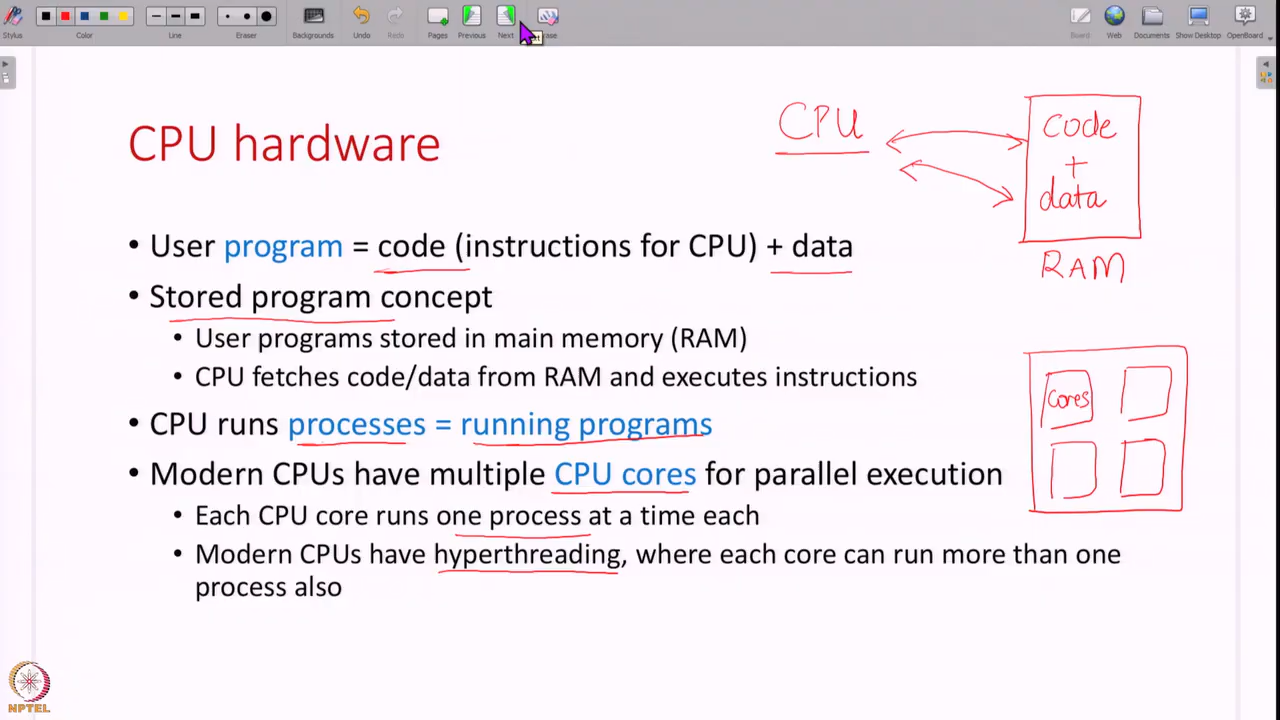 Stylus
Color
Line
Eraser
Backgrounds
Undo
Redo
Pages
Previous
Next
Board
Web
Documents
Show Desktop
OpenBoard
CPU hardware
CPU
code
+
data
RAM
• User program = code (instructions for CPU) + data
• Stored program concept
• User programs stored in main memory (RAM)
• CPU fetches code/data from RAM and executes instructions
• CPU runs processes = running programs
• Modern CPUs have multiple CPU cores for parallel execution
• Each CPU core runs one process at a time each
• Modern CPUs have hyperthreading, where each core can run more than one
process also
cores
NPTEL